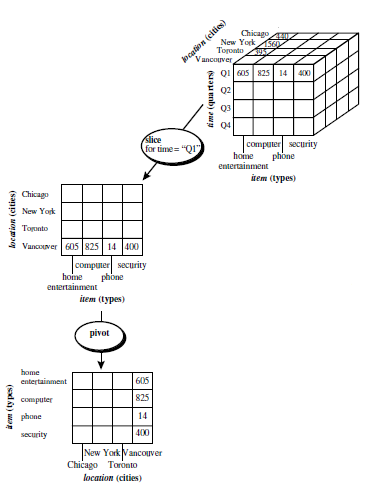 location (cities)
Chicago 440
New York 1560
Toronto 395
Vancouver
time (quarters)
Q1 605 825 14 400
Q2
Q3
Q4
computer security
home phone
entertainment
item (types)
slice
for time = “Q1”
location (cities)
Chicago
New York
Toronto
Vancouver 605 825 14 400
computer security
home phone
entertainment
item (types)
pivot
item (types)
home
entertainment 605
computer 825
phone 14
security 400
New York Vancouver
Chicago Toronto
location (cities)